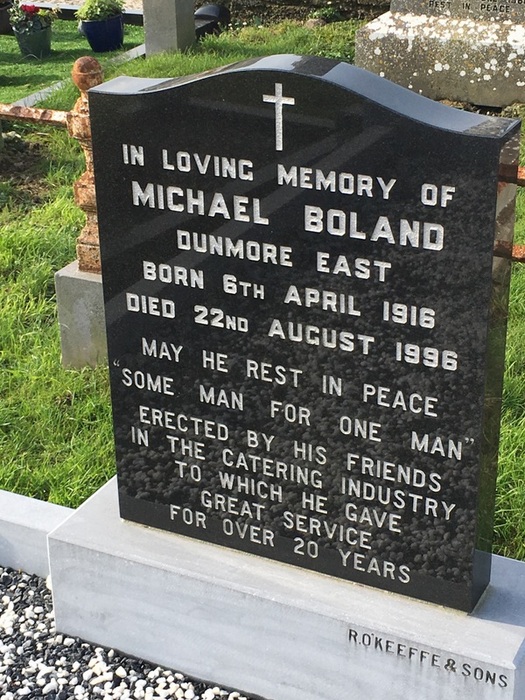 REST IN PEACE
IN LOVING MEMORY OF
MICHAEL BOLAND
DUNMORE EAST
BORN 6TH APRIL 1916
DIED 22ND AUGUST 1996
MAY HE REST IN PEACE
"SOME MAN FOR ONE MAN"
ERECTED BY HIS FRIENDS
IN THE CATERING INDUSTRY
TO WHICH HE GAVE
GREAT SERVICE
FOR OVER 20 YEARS
R.O'KEEFFE & SONS